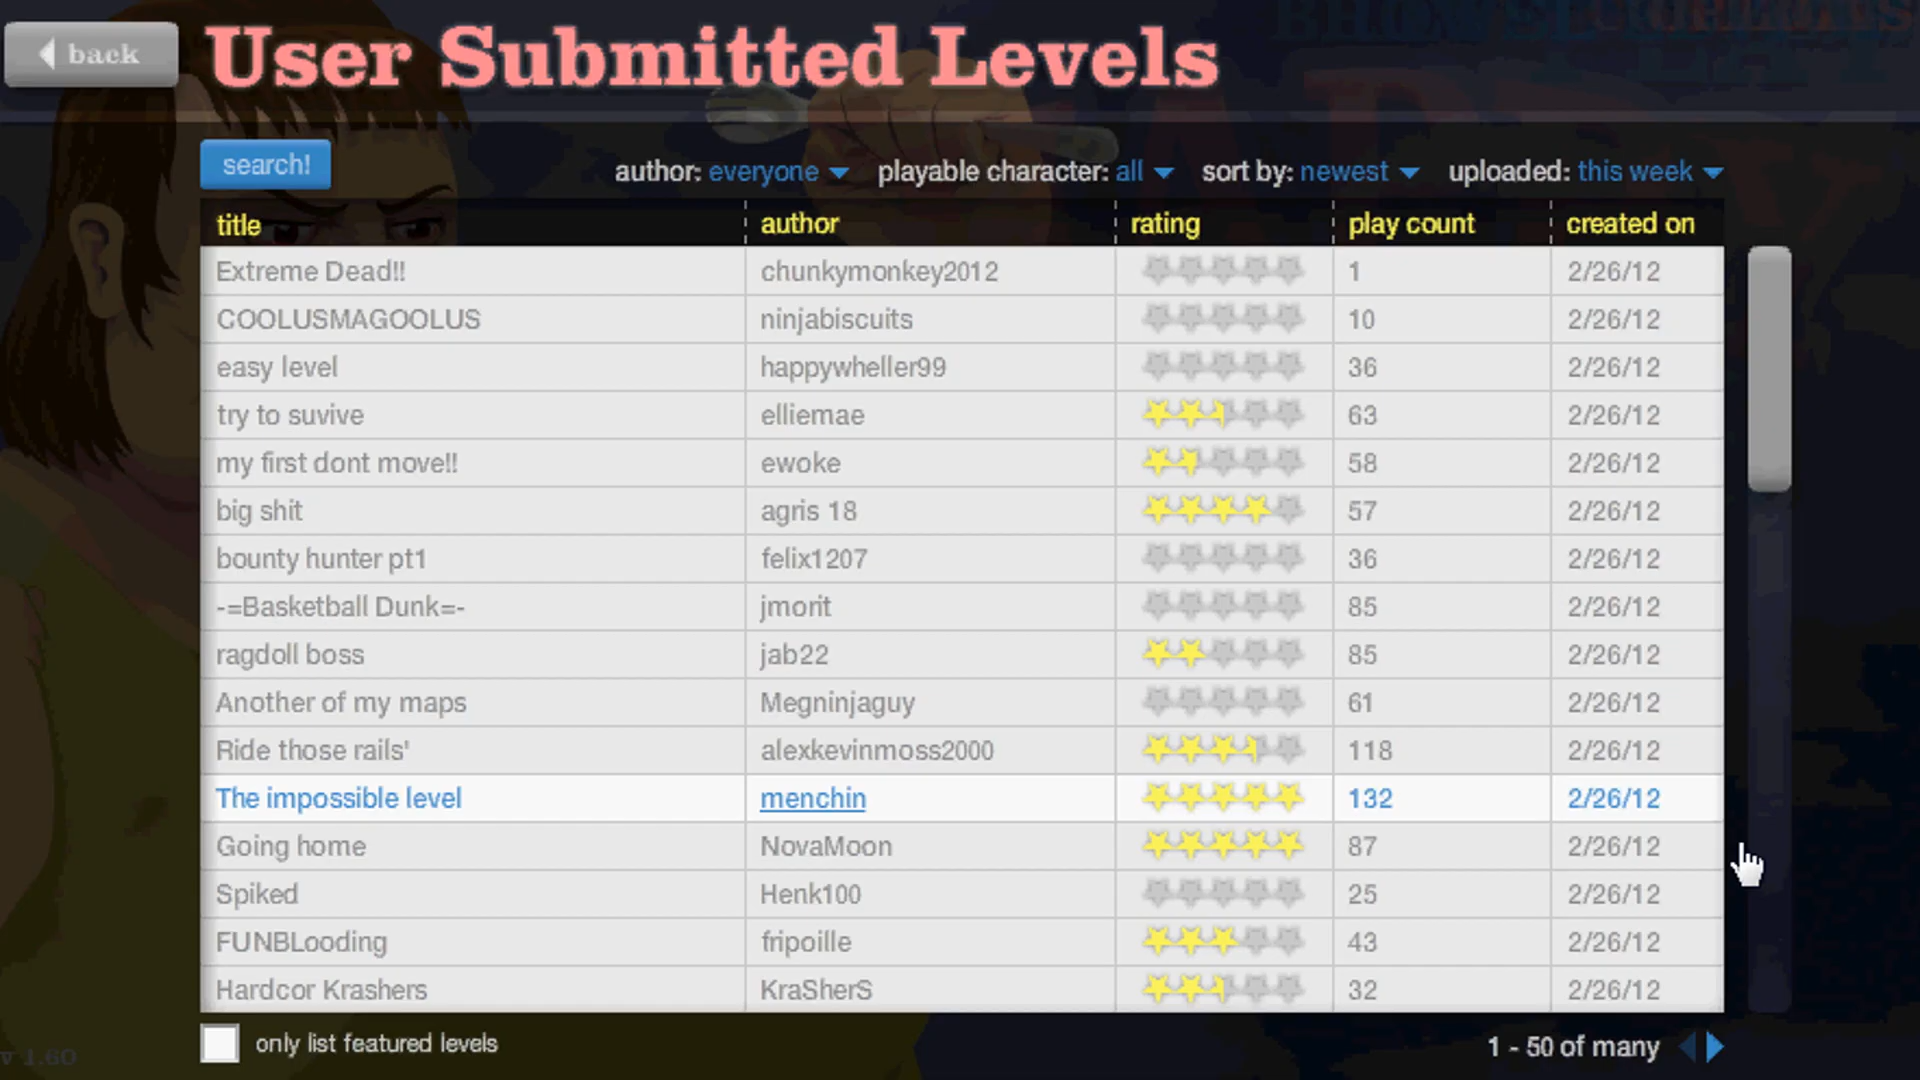 back
User Submitted Levels
search!
author: everyone playable character: all sort by: newest uploaded: this week
title author rating play count created on
Extreme Dead!! chunkymonkey2012 1 2/26/12
COOLUSMAGOOLUS ninjabiscuits 10 2/26/12
easy level happywheller99 36 2/26/12
try to suvive elliemae 63 2/26/12
my first dont move!! ewoke 58 2/26/12
big shit agris 18 57 2/26/12
bounty hunter pt1 felix1207 36 2/26/12
-=Basketball Dunk=- jmorit 85 2/26/12
ragdoll boss jab22 85 2/26/12
Another of my maps Megninjaguy 61 2/26/12
Ride those rails' alexkevinmoss2000 118 2/26/12
The impossible level menchin 132 2/26/12
Going home NovaMoon 87 2/26/12
Spiked Henk100 25 2/26/12
FUNBLooding fripoille 43 2/26/12
Hardcor Krashers KraSherS 32 2/26/12
only list featured levels
1 - 50 of many
v 1.60